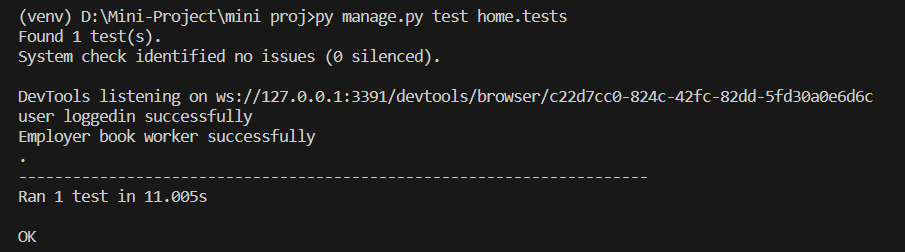 (venv) D:\Mini-Project\mini proj>py manage.py test home.tests
Found 1 test(s).
System check identified no issues (0 silenced).
DevTools listening on ws://127.0.0.1:3391/devtools/browser/c22d7cc0-824c-42fc-82dd-5fd30a0e6d6c
user loggedin successfully
Employer book worker successfully
.
----------------------------------------------------------------------
Ran 1 test in 11.005s
OK